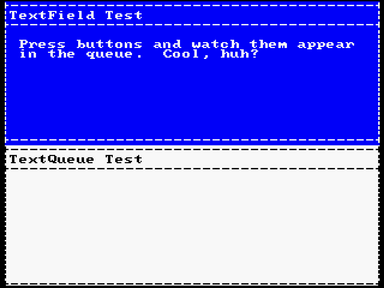 TextField Test
Press buttons and watch them appear
in the queue.  Cool, huh?
TextQueue Test